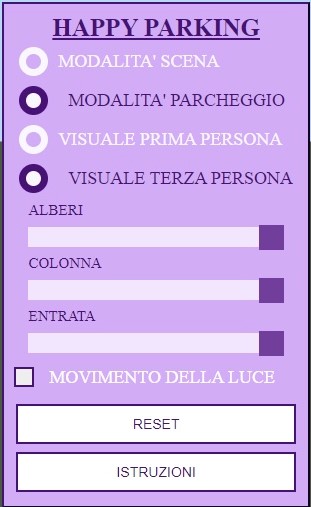 HAPPY PARKING
MODALITA' SCENA
MODALITA' PARCHEGGIO
VISUALE PRIMA PERSONA
VISUALE TERZA PERSONA
ALBERI
COLONNA
ENTRATA
MOVIMENTO DELLA LUCE
RESET
ISTRUZIONI